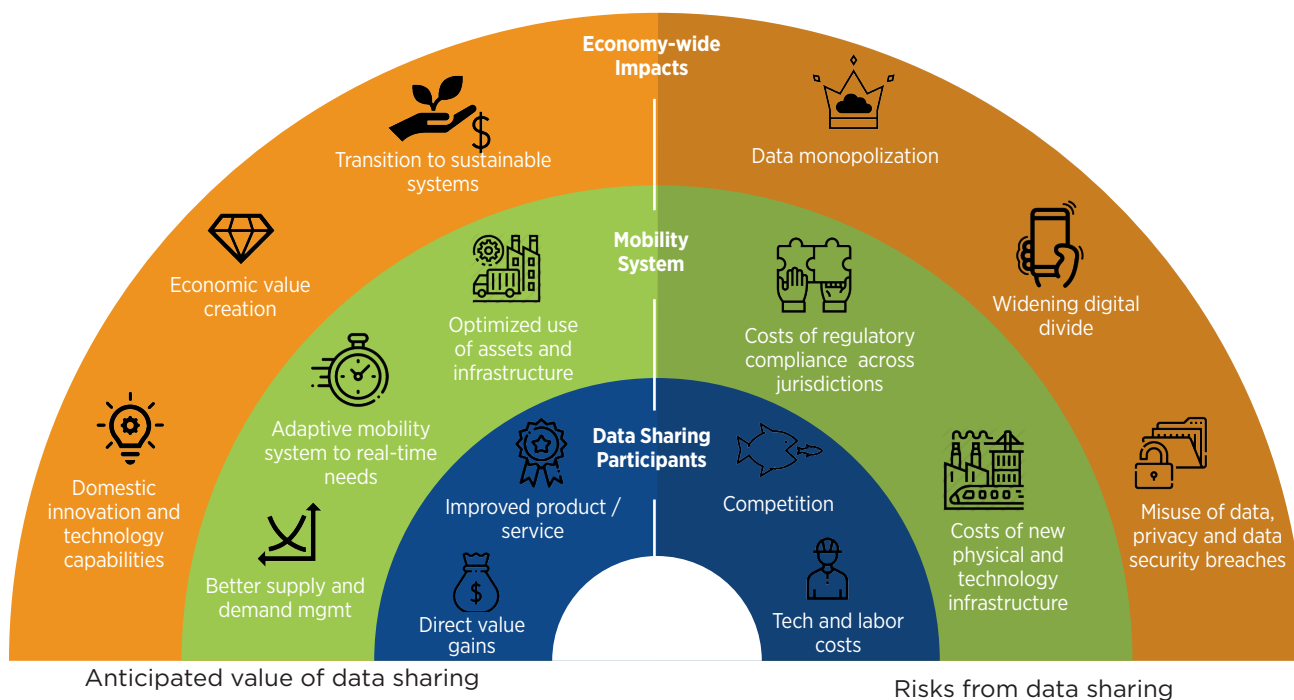 Economy-wide
Impacts
Transition to sustainable
systems
$
Data monopolization
Economic value
creation
Widening digital
divide
Domestic
innovation and
technology
capabilities
Misuse of data,
privacy and data
security breaches
Mobility
System
Optimized use
of assets and
infrastructure
Costs of regulatory
compliance across
jurisdictions
Adaptive mobility
system to real-time
needs
Better supply and
demand mgmt
Costs of new
physical and
technology
infrastructure
Data Sharing
Participants
Improved product /
service
Competition
$
Direct value
gains
Tech and labor
costs
Anticipated value of data sharing
Risks from data sharing